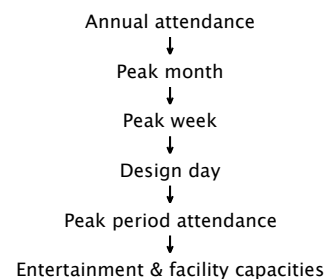 Annual attendance
Peak month
Peak week
Design day
Peak period attendance
Entertainment & facility capacities